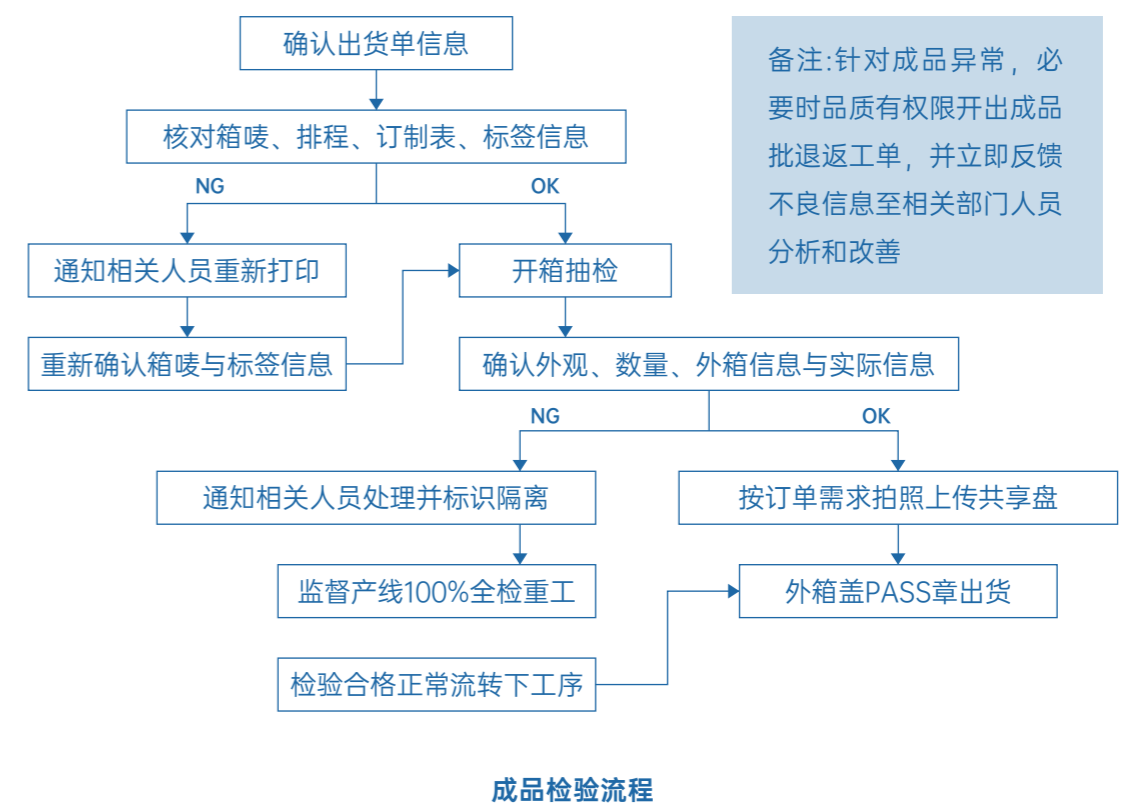 确认出货单信息
核对箱唛、排程、订制表、标签信息
NG
OK
通知相关人员重新打印
开箱抽检
重新确认箱唛与标签信息
确认外观、数量、外箱信息与实际信息
NG
OK
通知相关人员处理并标识隔离
按订单需求拍照上传共享盘
监督产线100%全检重工
外箱盖PASS章出货
检验合格正常流转下工序
备注:针对成品异常，必
要时品质有权限开出成品
批退返工单，并立即反馈
不良信息至相关部门人员
分析和改善
成品检验流程